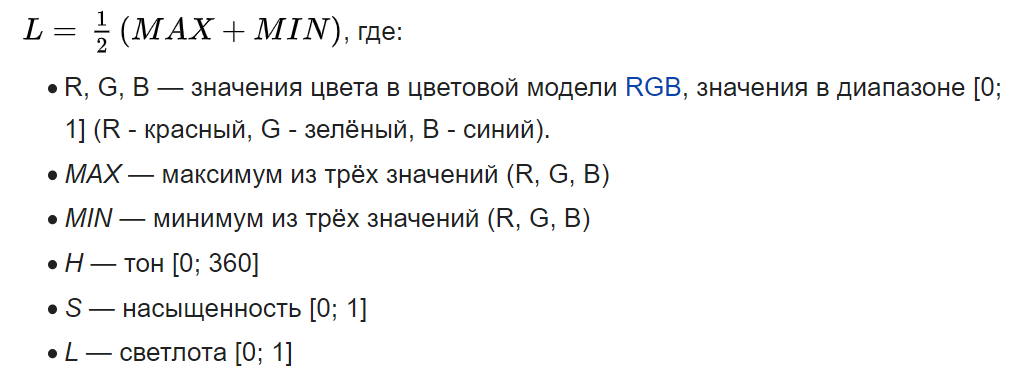 L = 1/2 (MAX + MIN), где:
• R, G, B — значения цвета в цветовой модели RGB, значения в диапазоне [0;
1] (R - красный, G - зелёный, B - синий).
• MAX — максимум из трёх значений (R, G, B)
• MIN — минимум из трёх значений (R, G, B)
• H — тон [0; 360]
• S — насыщенность [0; 1]
• L — светлота [0; 1]